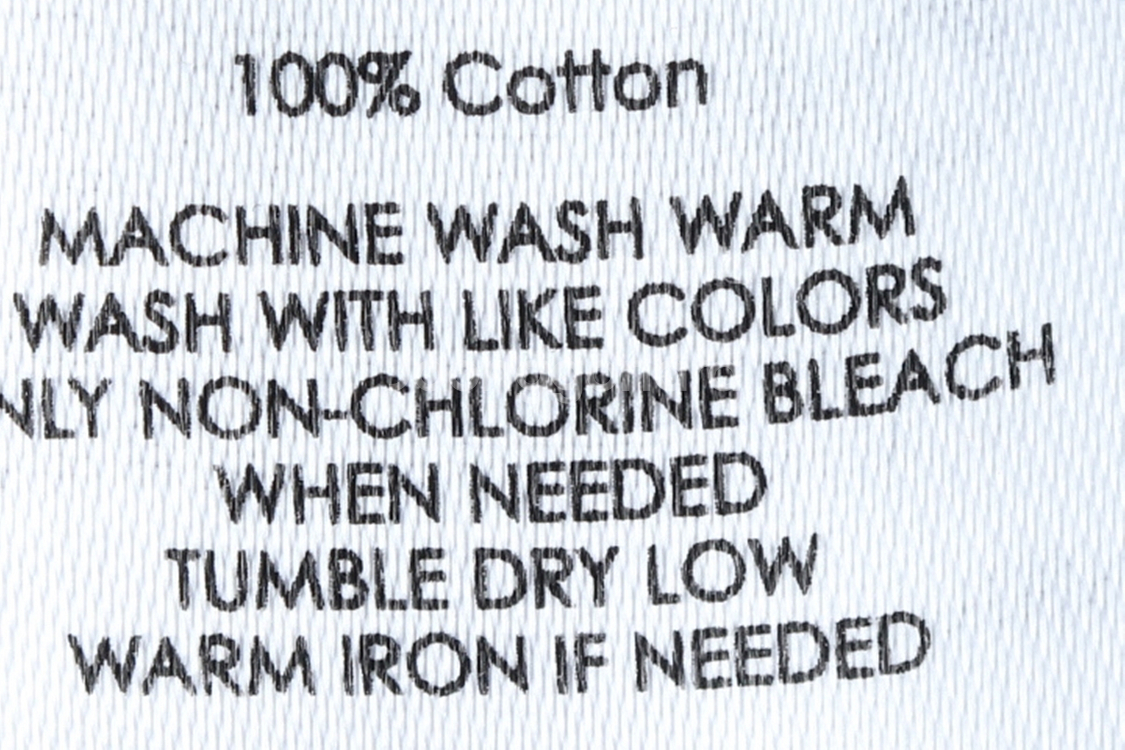 100% Cotton
MACHINE WASH WARM
WASH WITH LIKE COLORS
NLY NON-CHLORINE BLEACH
WHEN NEEDED
TUMBLE DRY LOW
WARM IRON IF NEEDED